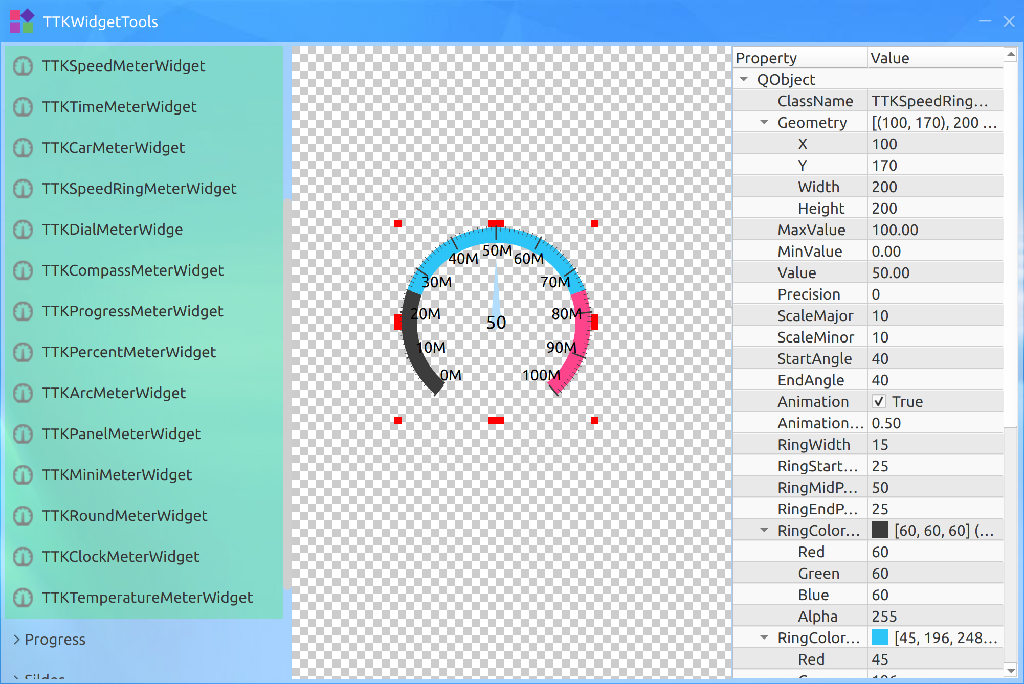 TTKWidgetTools
TTKSpeedMeterWidget
TTKTimeMeterWidget
TTKCarMeterWidget
TTKSpeedRingMeterWidget
TTKDialMeterWidge
TTKCompassMeterWidget
TTKProgressMeterWidget
TTKPercentMeterWidget
TTKArcMeterWidget
TTKPanelMeterWidget
TTKMiniMeterWidget
TTKRoundMeterWidget
TTKClockMeterWidget
TTKTemperatureMeterWidget
Progress
0M
10M
20M
30M
40M
50M
60M
70M
80M
90M
100M
50
Property Value
QObject
ClassName TTKSpeedRing...
Geometry [(100, 170), 200 ...
X 100
Y 170
Width 200
Height 200
MaxValue 100.00
MinValue 0.00
Value 50.00
Precision 0
ScaleMajor 10
ScaleMinor 10
StartAngle 40
EndAngle 40
Animation True
Animation... 0.50
RingWidth 15
RingStart... 25
RingMidP... 50
RingEndP... 25
RingColor... [60, 60, 60] (...
Red 60
Green 60
Blue 60
Alpha 255
RingColor... [45, 196, 248...
Red 45